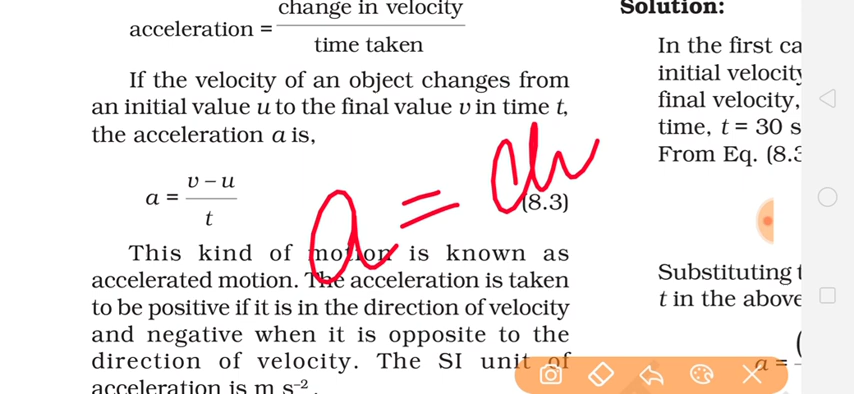 change in velocity
acceleration =
time taken
If the velocity of an object changes from
an initial value u to the final value v in time t,
the acceleration a is,
a = v – u
t
(8.3)
a = dv
This kind of motion is known as
accelerated motion. The acceleration is taken
to be positive if it is in the direction of velocity
and negative when it is opposite to the
direction of velocity. The SI unit of
acceleration is m s⁻².
Solution:
In the first ca
initial velocity
final velocity,
time, t = 30 s
From Eq. (8.3
Substituting t
t in the above
a =